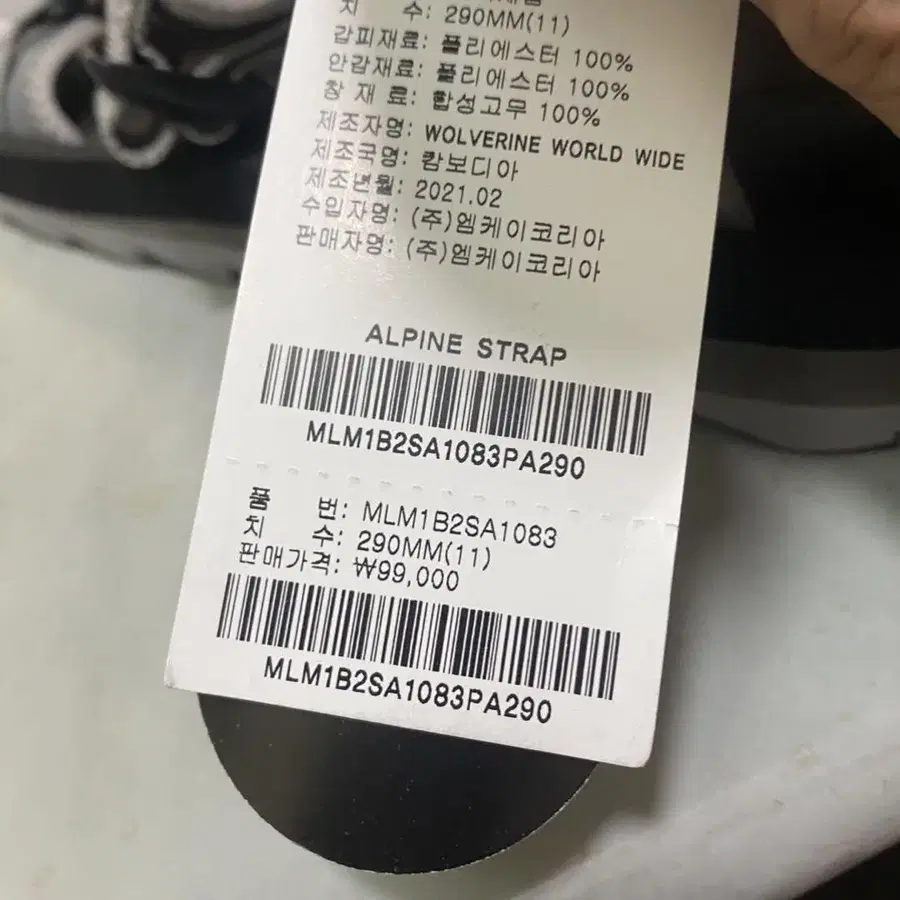 치 수: 290MM(11)
갑피재료: 폴리에스터 100%
안감재료: 폴리에스터 100%
창 재 료: 합성고무 100%
제조자명: WOLVERINE WORLD WIDE
제조국명: 캄보디아
제조년월: 2021.02
수입자명: (주)엠케이코리아
판매자명: (주)엠케이코리아
ALPINE STRAP
MLM1B2SA1083PA290
품 번: MLM1B2SA1083
치 수: 290MM(11)
판매가격: ₩99,000
MLM1B2SA1083PA290